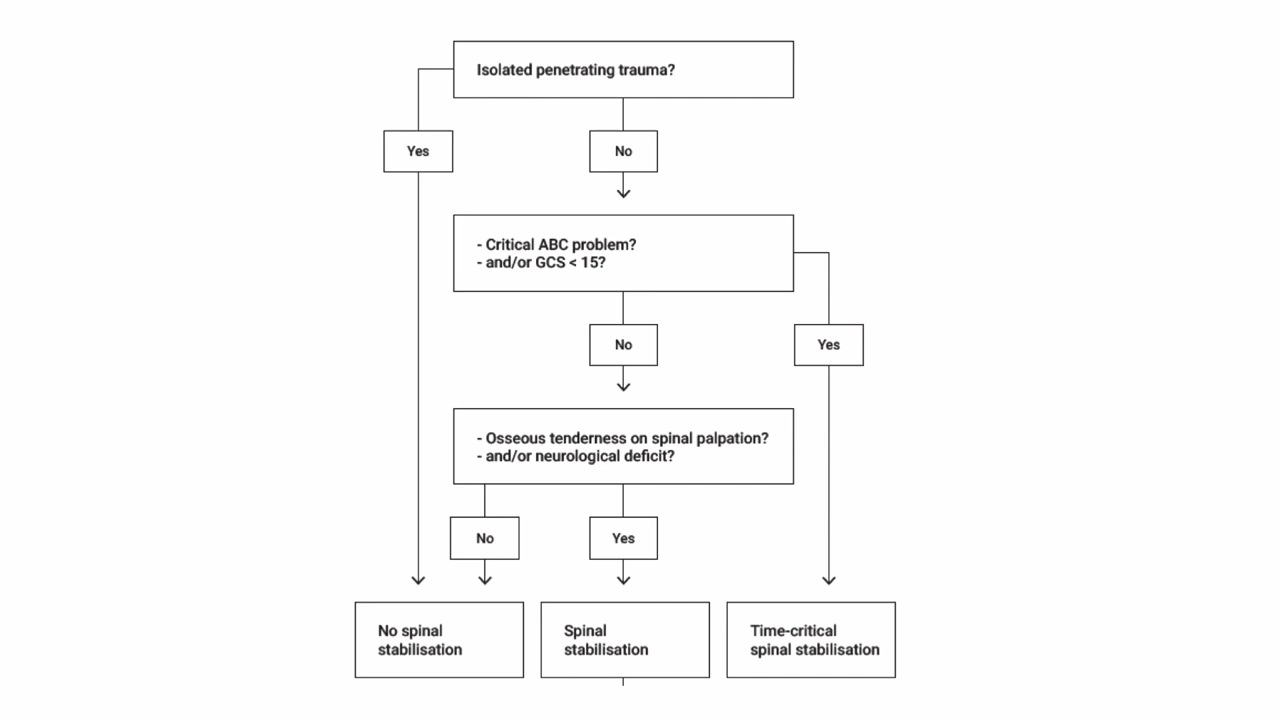 Isolated penetrating trauma?
Yes
No
- Critical ABC problem?
- and/or GCS < 15?
No
Yes
- Osseous tenderness on spinal palpation?
- and/or neurological deficit?
No
Yes
No spinal
stabilisation
Spinal
stabilisation
Time-critical
spinal stabilisation